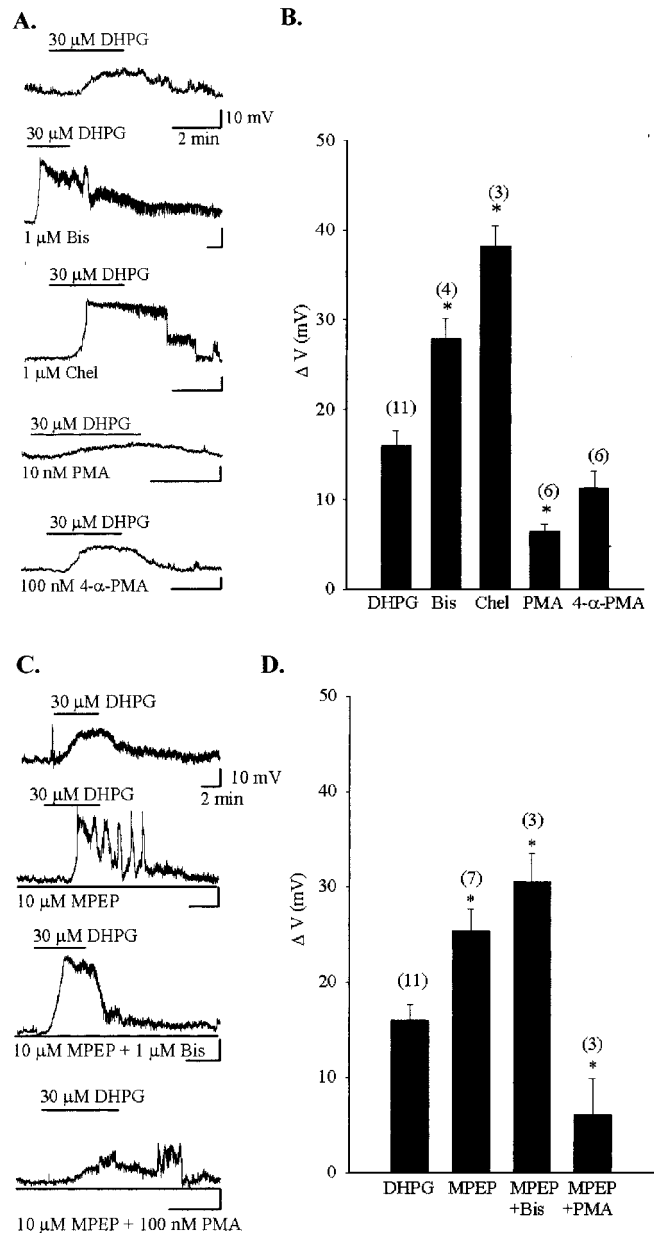 A.
30 µM DHPG
10 mV
2 min
30 µM DHPG
1 µM Bis
30 µM DHPG
1 µM Chel
30 µM DHPG
10 nM PMA
30 µM DHPG
100 nM 4-α-PMA
B.
50
40
30
20
10
0
Δ V (mV)
(11)
(4)
*
(3)
*
(6)
*
(6)
DHPG Bis Chel PMA 4-α-PMA
C.
30 µM DHPG
10 mV
2 min
30 µM DHPG
10 µM MPEP
30 µM DHPG
10 µM MPEP + 1 µM Bis
30 µM DHPG
10 µM MPEP + 100 nM PMA
D.
50
40
30
20
10
0
Δ V (mV)
(11)
(7)
*
(3)
*
(3)
*
DHPG MPEP MPEP MPEP
+Bis +PMA